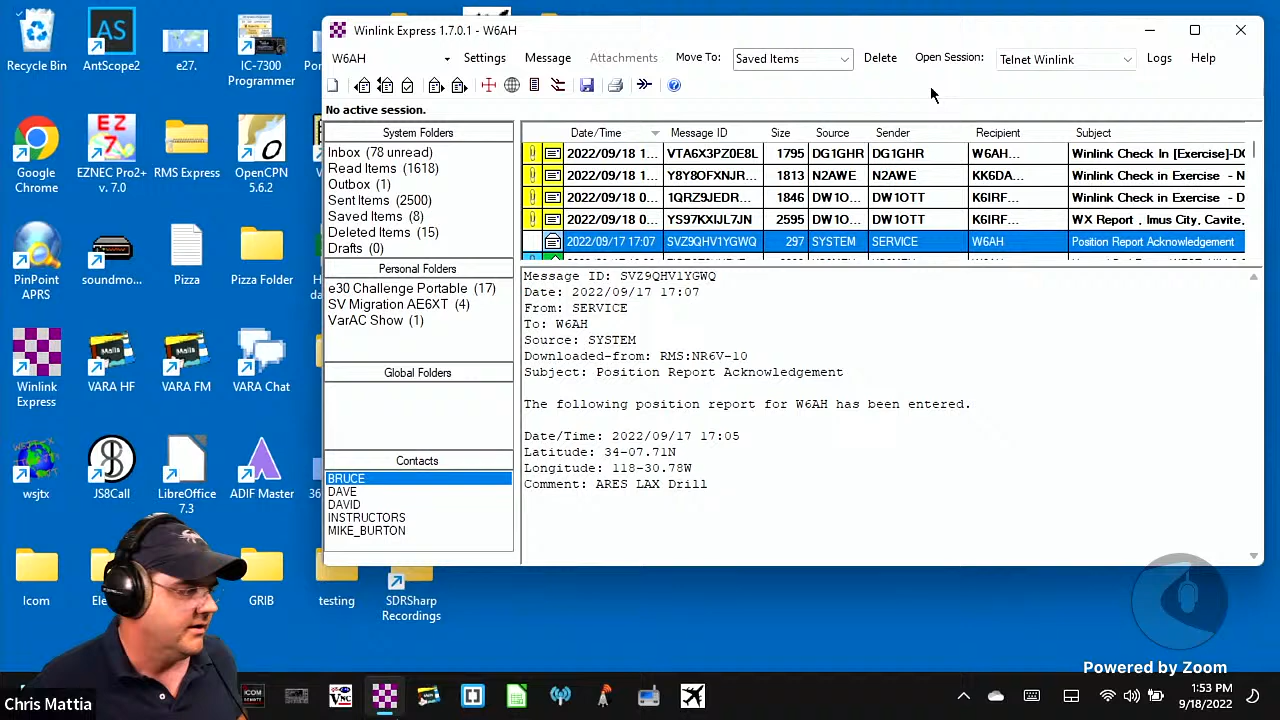 Recycle Bin
AntScope2
e27.
IC-7300 Programmer
Google Chrome
EZNEC Pro2+ v. 7.0
RMS Express
OpenCPN 5.6.2
PinPoint APRS
soundmo...
Pizza
Pizza Folder
Winlink Express
VARA HF
VARA FM
VARA Chat
wsjtx
JS8Call
LibreOffice 7.3
ADIF Master
Icom
GRIB
testing
SDRSharp Recordings
Winlink Express 1.7.0.1 - W6AH
W6AH Settings Message Attachments Move To: Saved Items Delete Open Session: Telnet Winlink Logs Help
No active session.
System Folders
Inbox (78 unread)
Read Items (1618)
Outbox (1)
Sent Items (2500)
Saved Items (8)
Deleted Items (15)
Drafts (0)
Personal Folders
e30 Challenge Portable (17)
SV Migration AE6XT (4)
VarAC Show (1)
Global Folders
Contacts
BRUCE
DAVE
DAVID
INSTRUCTORS
MIKE_BURTON
Date/Time Message ID Size Source Sender Recipient Subject
2022/09/18 1... VTA6X3PZ0E8L 1795 DG1GHR DG1GHR W6AH... Winlink Check In [Exercise]-DG
2022/09/18 1... Y8Y8OFXNJR... 1813 N2AWE N2AWE KK6DA... Winlink Check in Exercise - N
2022/09/18 0... 1QRZ9JEDR... 1846 DW1O... DW1OTT K6IRF... Winlink Check in Exercise - D
2022/09/18 0... YS97KXIJL7JN 2595 DW1O... DW1OTT K6IRF... WX Report , Imus City, Cavite,
2022/09/17 17:07 SVZ9QHV1YGWQ 297 SYSTEM SERVICE W6AH Position Report Acknowledgement
Message ID: SVZ9QHV1YGWQ
Date: 2022/09/17 17:07
From: SERVICE
To: W6AH
Source: SYSTEM
Downloaded-from: RMS:NR6V-10
Subject: Position Report Acknowledgement
The following position report for W6AH has been entered.
Date/Time: 2022/09/17 17:05
Latitude: 34-07.71N
Longitude: 118-30.78W
Comment: ARES LAX Drill
Powered by Zoom
Chris Mattia
1:53 PM
9/18/2022